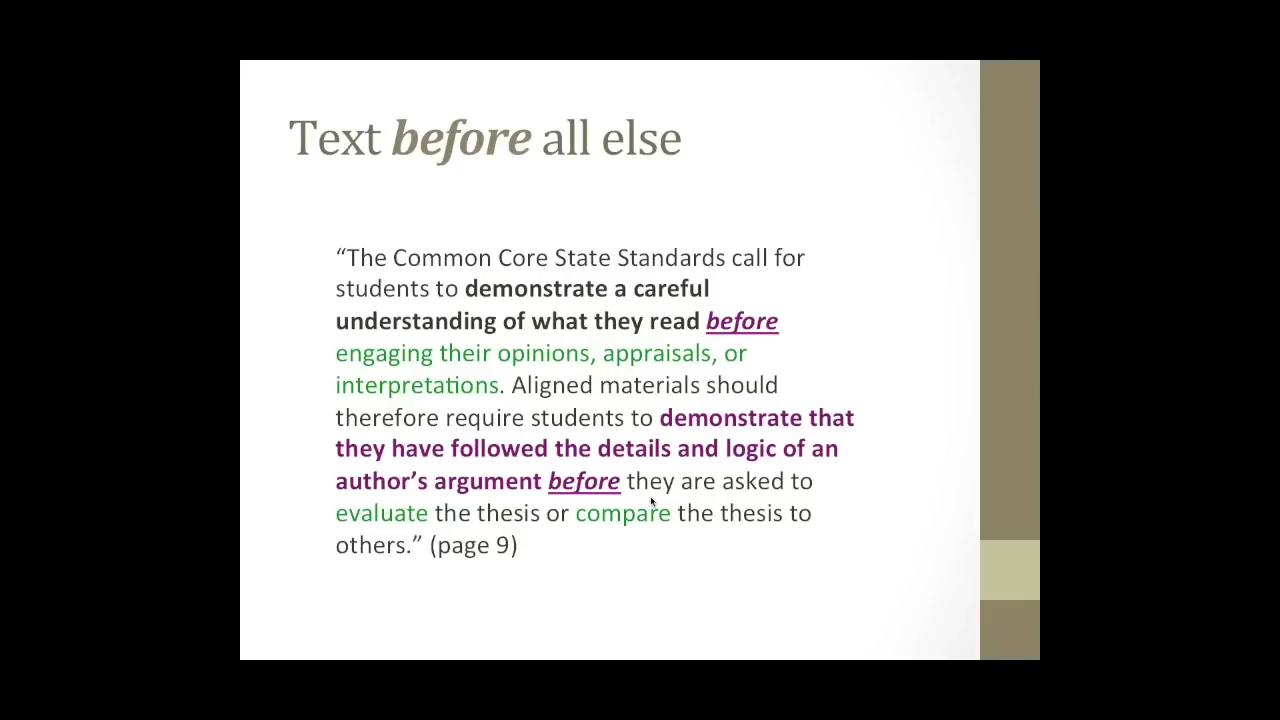 Text before all else
“The Common Core State Standards call for
students to demonstrate a careful
understanding of what they read before
engaging their opinions, appraisals, or
interpretations. Aligned materials should
therefore require students to demonstrate that
they have followed the details and logic of an
author’s argument before they are asked to
evaluate the thesis or compare the thesis to
others.” (page 9)